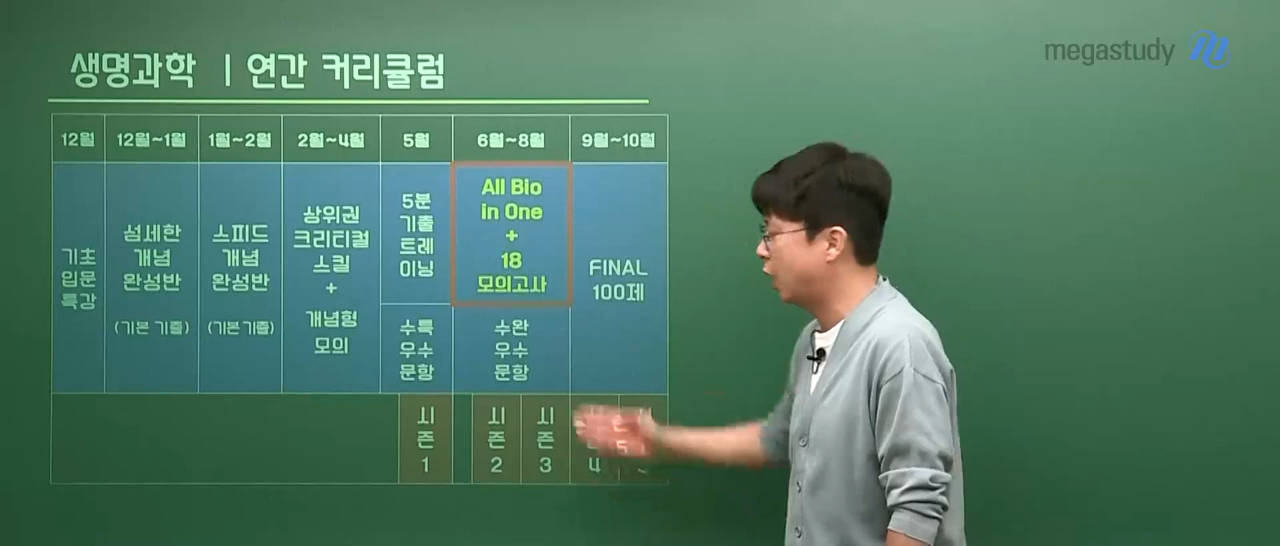 생명과학 I 연간 커리큘럼
megastudy
12월
12월~1월
1월~2월
2월~4월
5월
6월~8월
9월~10월
기초
입문
특강
섬세한
개념
완성반
(기본 기출)
스피드
개념
완성반
(기본 기출)
상위권
크리티컬
스킬
+
개념형
모의
5분
기출
트레
이닝
수특
우수
문항
All Bio
in One
+
18
모의고사
수완
우수
문항
FINAL
100제
시
즌
1
시
즌
2
시
즌
3
4
5